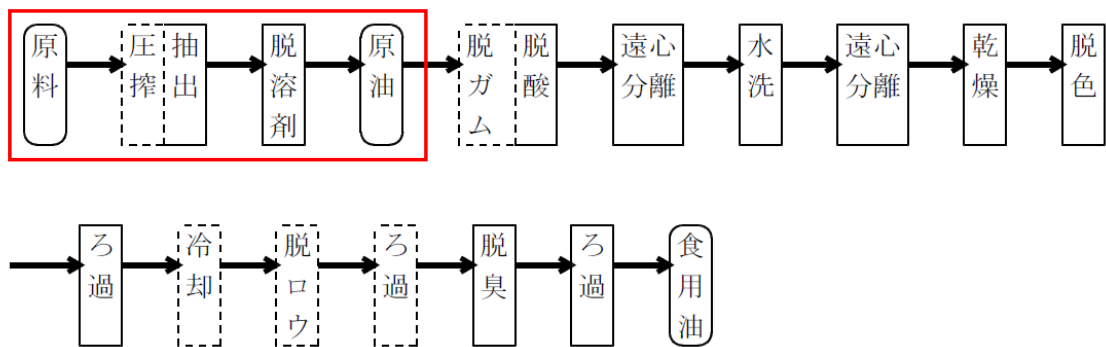 原料
圧搾
抽出
脱溶剤
原油
脱ガム
脱酸
遠心
分離
水洗
遠心
分離
乾燥
脱色
ろ過
冷却
脱ロウ
ろ過
脱臭
ろ過
食用油